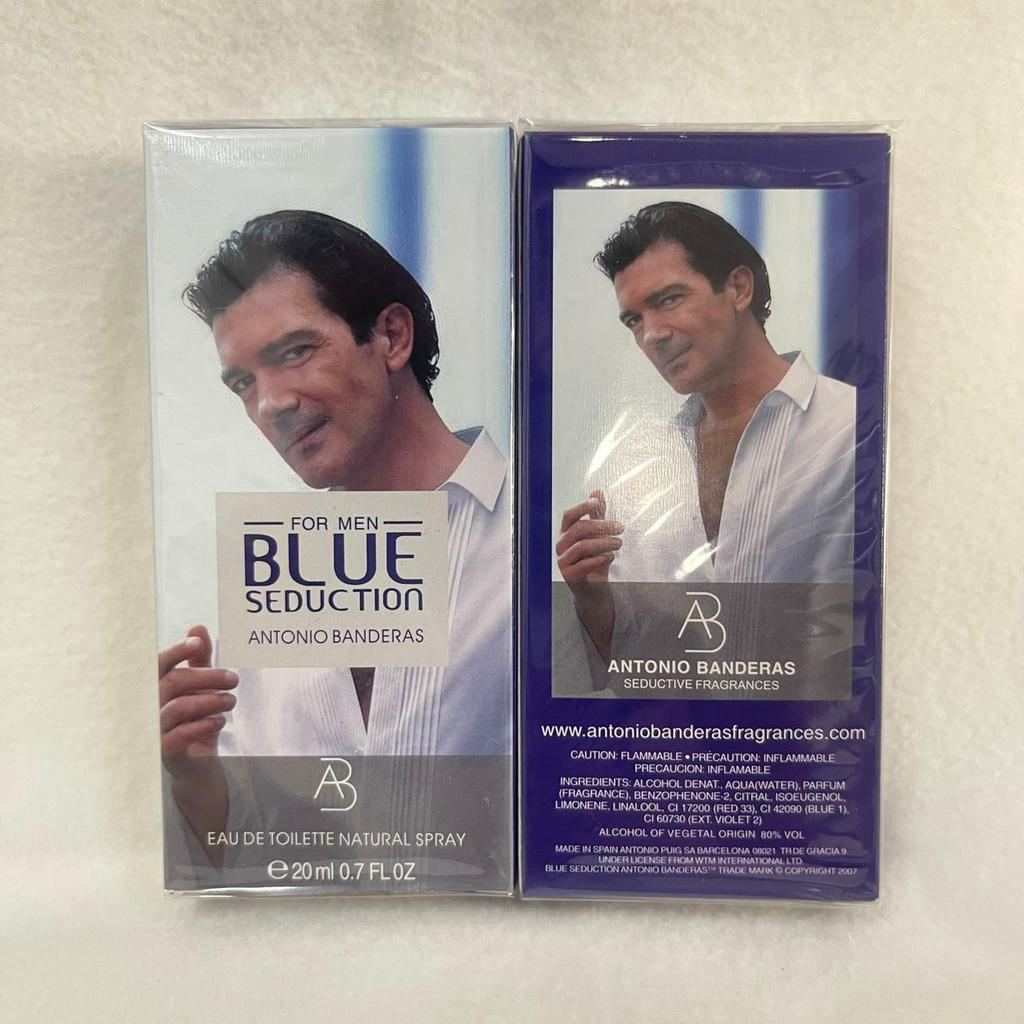 FOR MEN
BLUE
SEDUCTION
ANTONIO BANDERAS
AB
EAU DE TOILETTE NATURAL SPRAY
℮ 20 ml 0.7 FL OZ
AB
ANTONIO BANDERAS
SEDUCTIVE FRAGRANCES
www.antoniobanderasfragrances.com
CAUTION: FLAMMABLE • PRÉCAUTION: INFLAMMABLE
PRECAUCION: INFLAMABLE
INGREDIENTS: ALCOHOL DENAT., AQUA(WATER), PARFUM
(FRAGRANCE), BENZOPHENONE-2, CITRAL, ISOEUGENOL,
LIMONENE, LINALOOL, CI 17200 (RED 33), CI 42090 (BLUE 1),
CI 60730 (EXT. VIOLET 2)
ALCOHOL OF VEGETAL ORIGIN 80% VOL
MADE IN SPAIN ANTONIO PUIG SA BARCELONA 08021 TR DE GRACIA 9
UNDER LICENSE FROM WTM INTERNATIONAL LTD
BLUE SEDUCTION ANTONIO BANDERAS™ TRADE MARK © COPYRIGHT 2007